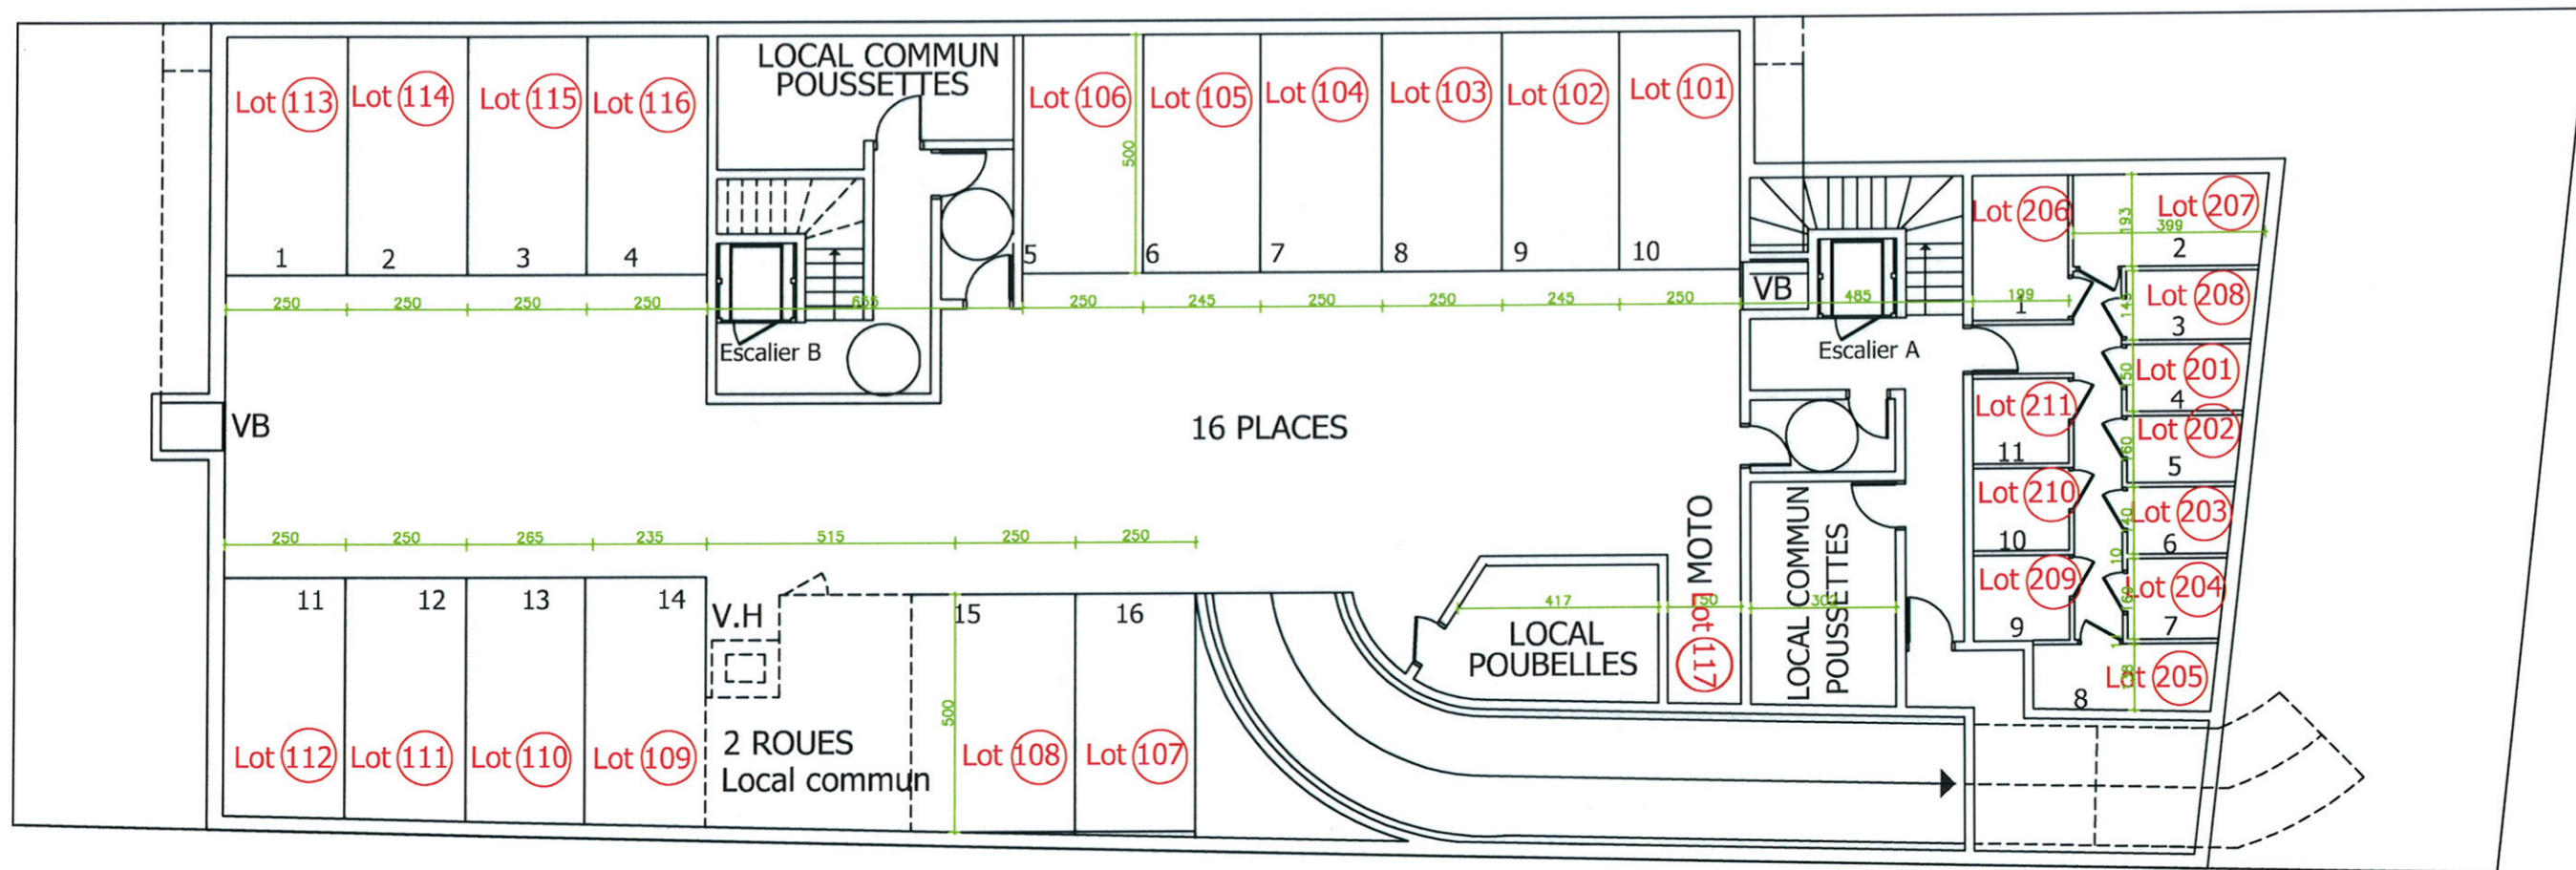 LOCAL COMMUN
POUSSETTES
Lot 113
Lot 114
Lot 115
Lot 116
Lot 106
Lot 105
Lot 104
Lot 103
Lot 102
Lot 101
500
1
2
3
4
5
6
7
8
9
10
250
250
250
250
655
250
245
250
250
245
250
485
199
VB
Escalier B
Escalier A
VB
16 PLACES
Lot 206
1
Lot 207
193
399
2
Lot 208
3
Lot 201
4
Lot 202
5
Lot 203
6
Lot 204
7
Lot 205
8
Lot 211
11
Lot 210
10
Lot 209
9
250
250
265
235
515
250
250
11
12
13
14
15
16
V.H
2 ROUES
Local commun
500
Lot 112
Lot 111
Lot 110
Lot 109
Lot 108
Lot 107
417
LOCAL
POUBELLES
MOTO
Lot 117
LOCAL COMMUN
POUSSETTES